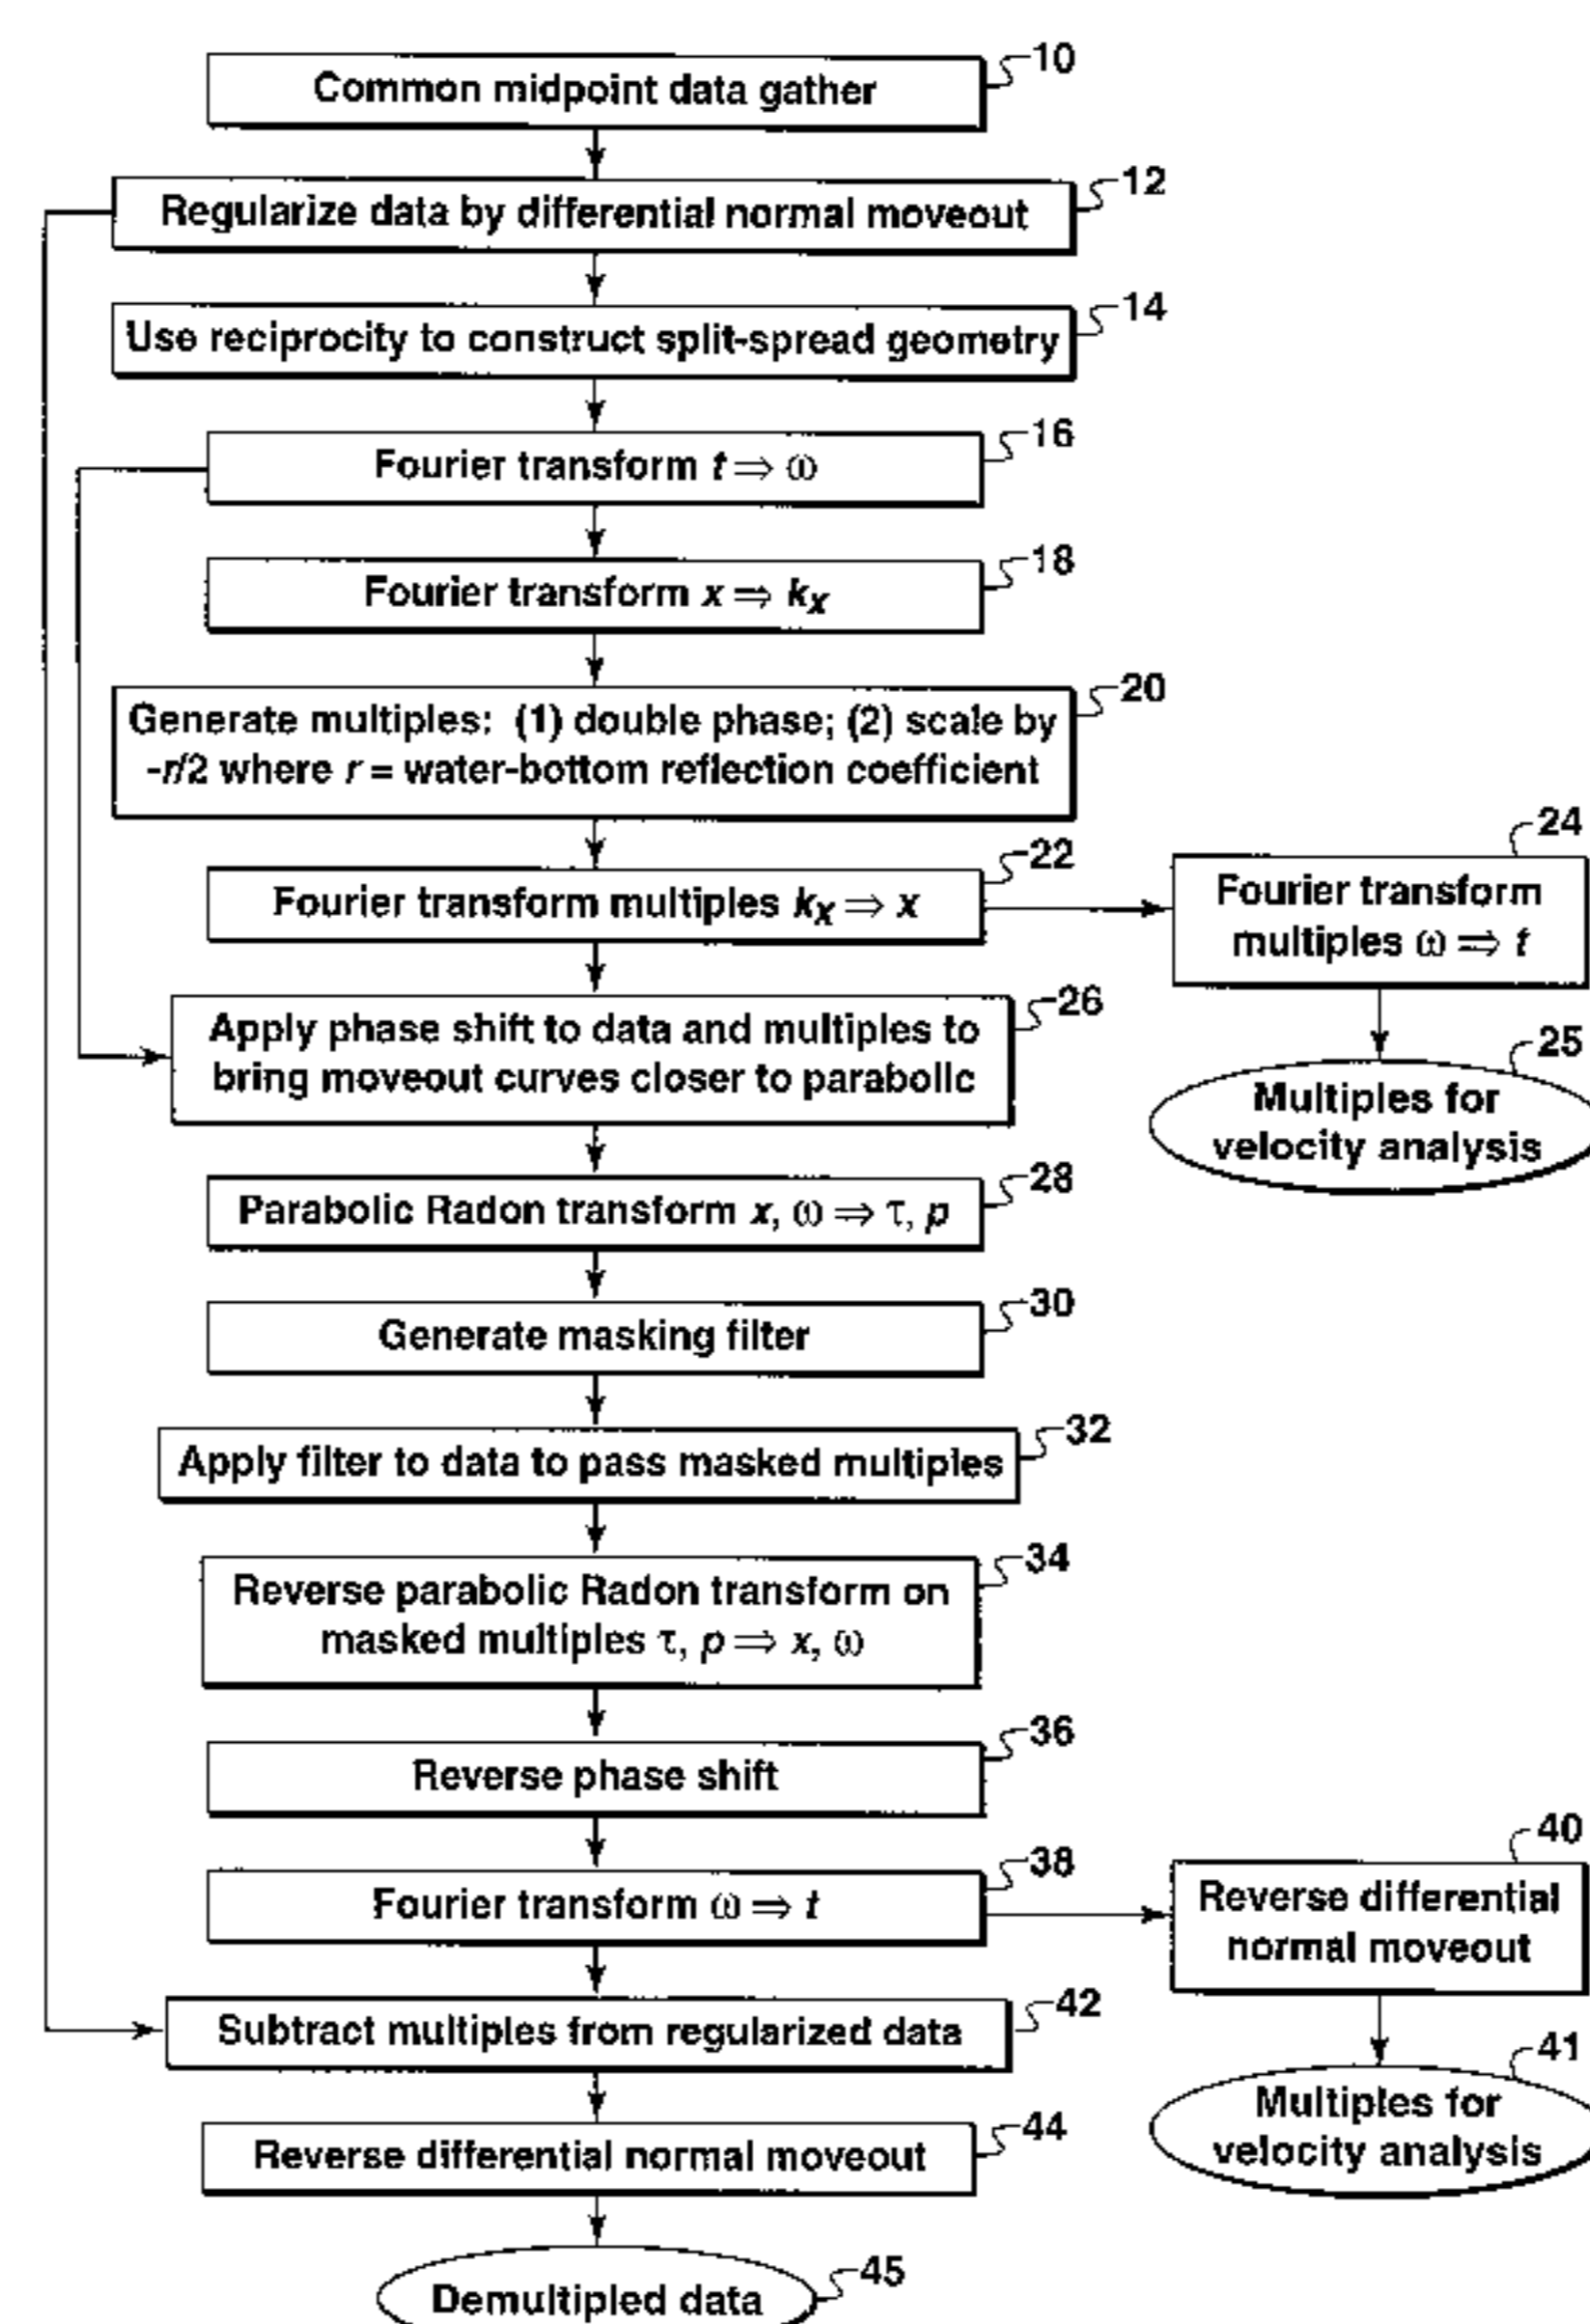 Common midpoint data gather
10
Regularize data by differential normal moveout
12
Use reciprocity to construct split-spread geometry
14
Fourier transform t ⇒ ω
16
Fourier transform x ⇒ kx
18
Generate multiples: (1) double phase; (2) scale by
-r/2 where r = water-bottom reflection coefficient
20
Fourier transform multiples kx ⇒ x
22
Fourier transform
multiples ω ⇒ t
24
Multiples for
velocity analysis
25
Apply phase shift to data and multiples to
bring moveout curves closer to parabolic
26
Parabolic Radon transform x, ω ⇒ τ, p
28
Generate masking filter
30
Apply filter to data to pass masked multiples
32
Reverse parabolic Radon transform on
masked multiples τ, p ⇒ x, ω
34
Reverse phase shift
36
Fourier transform ω ⇒ t
38
Reverse differential
normal moveout
40
Multiples for
velocity analysis
41
Subtract multiples from regularized data
42
Reverse differential normal moveout
44
Demultipled data
45